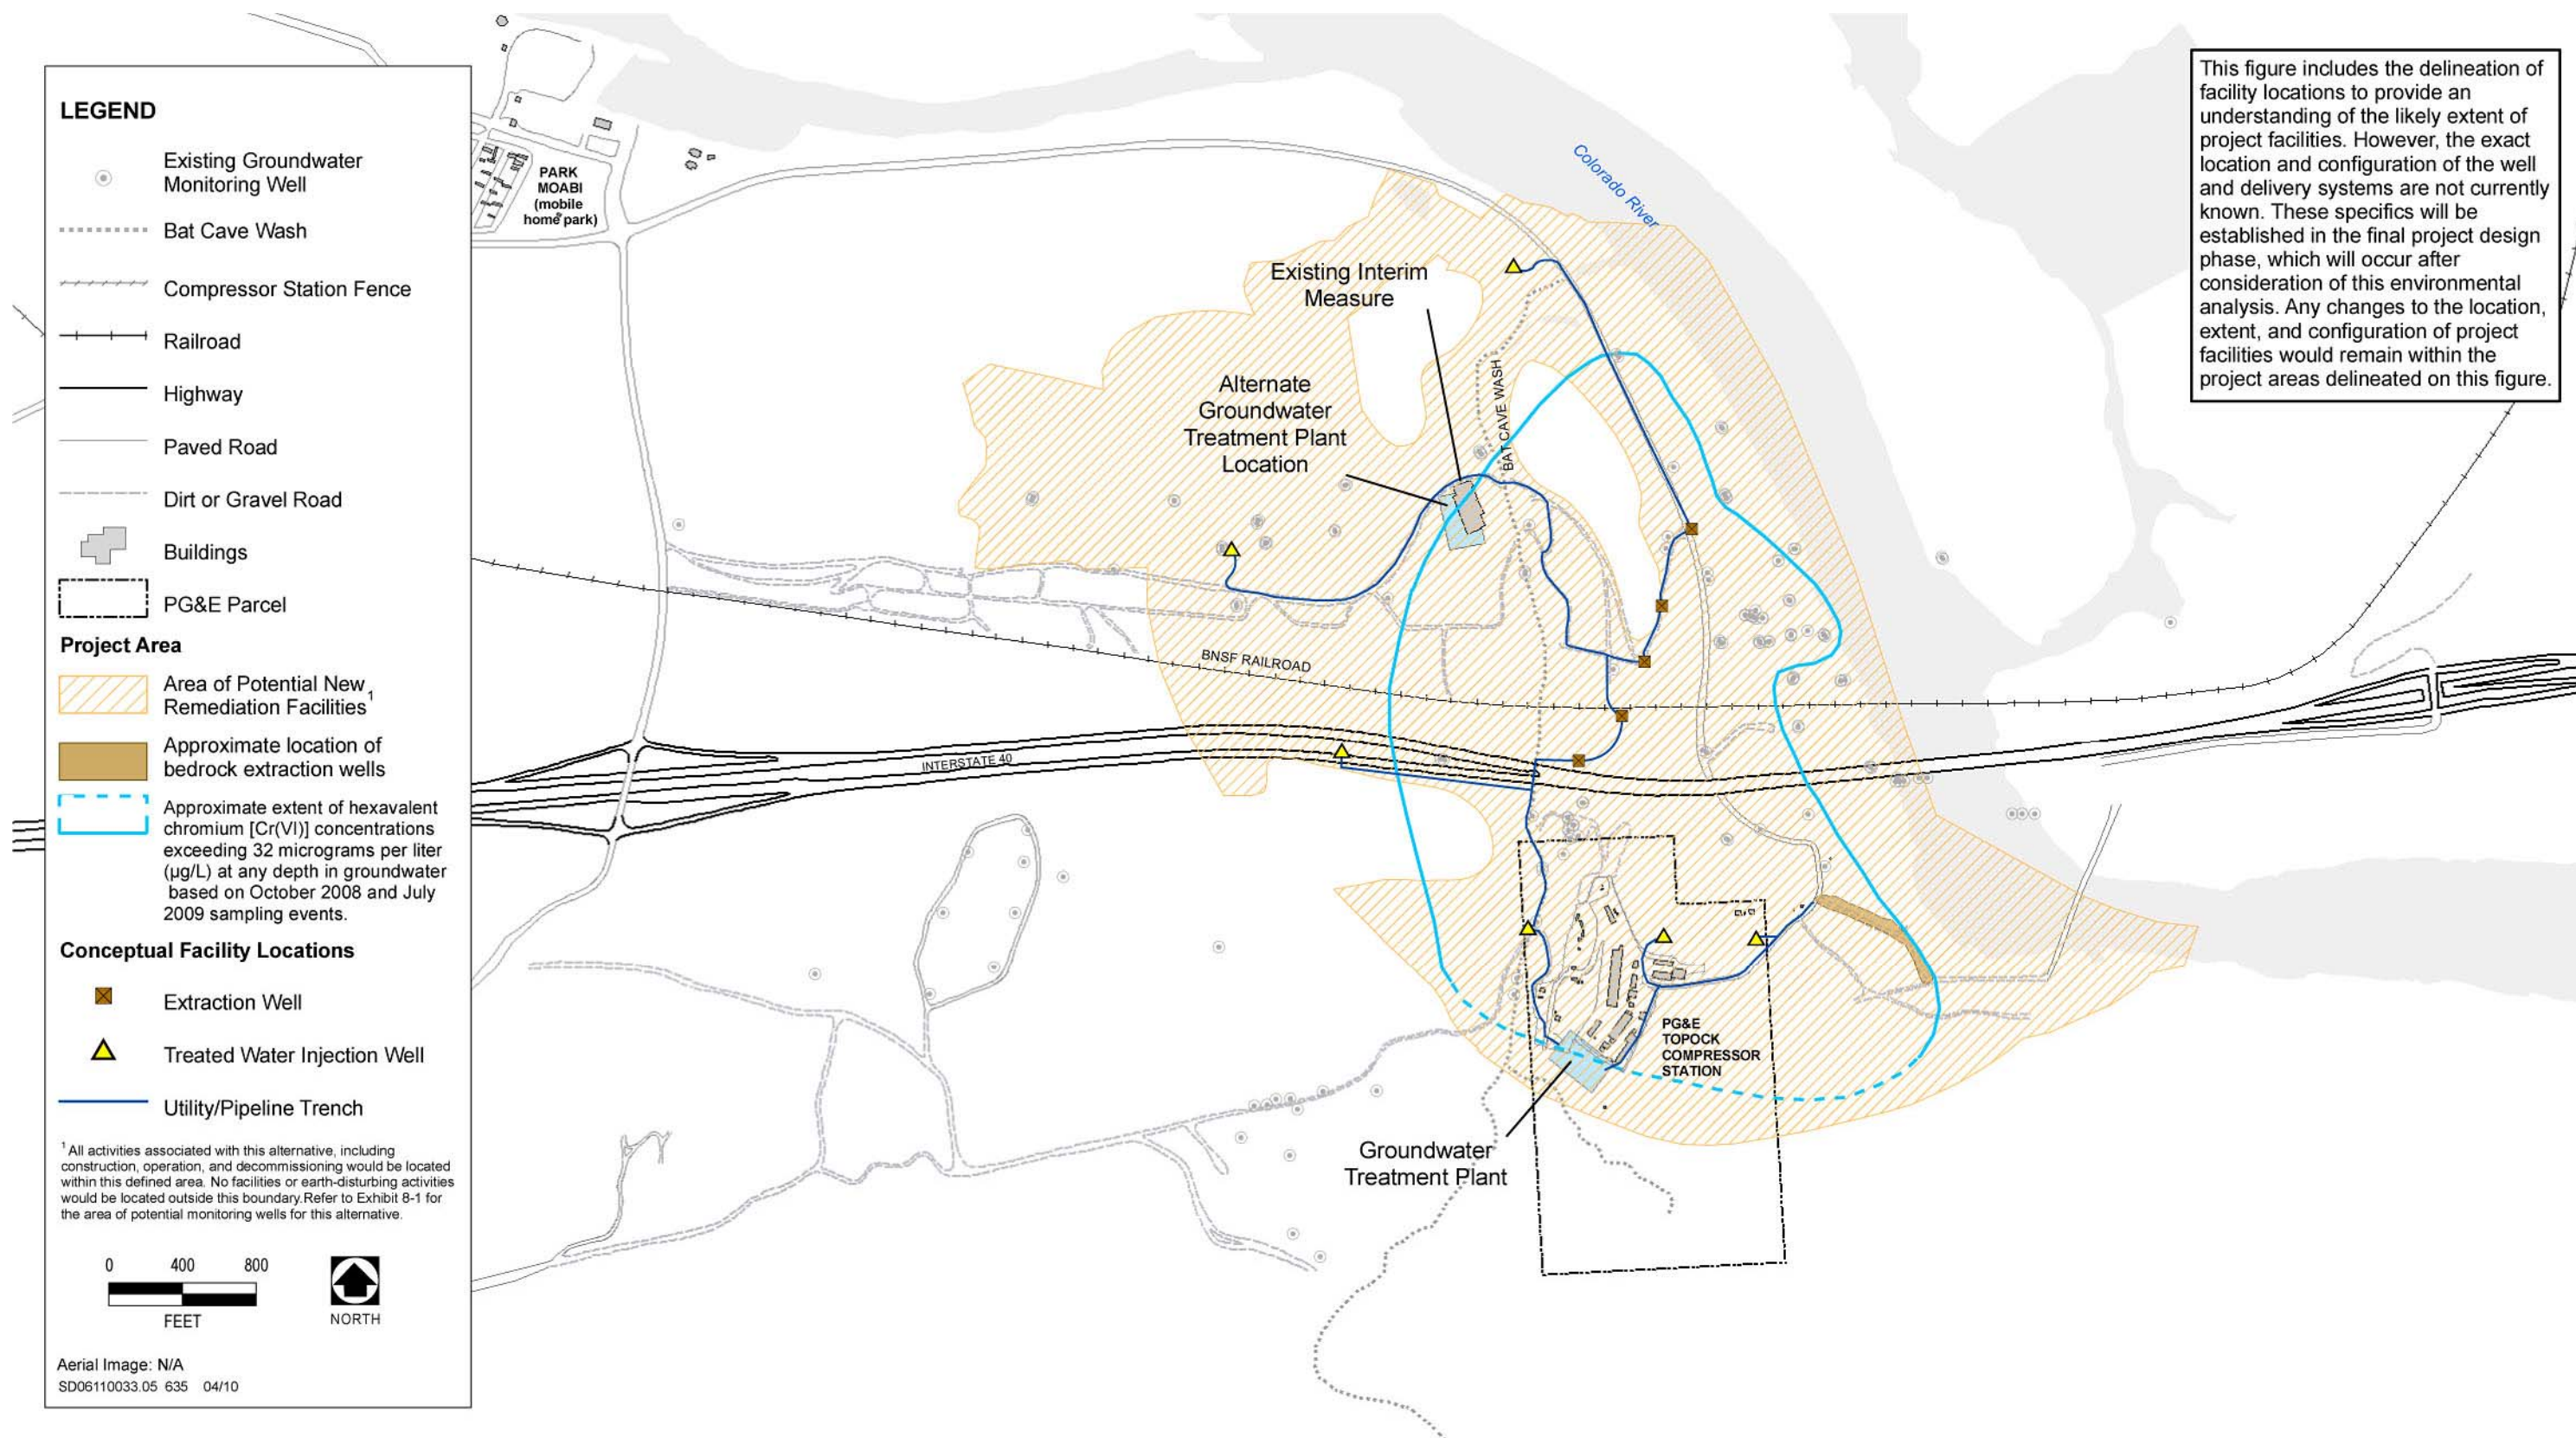 LEGEND
Existing Groundwater
Monitoring Well
Bat Cave Wash
Compressor Station Fence
Railroad
Highway
Paved Road
Dirt or Gravel Road
Buildings
PG&E Parcel
Project Area
Area of Potential New
Remediation Facilities1
Approximate location of
bedrock extraction wells
Approximate extent of hexavalent
chromium [Cr(VI)] concentrations
exceeding 32 micrograms per liter
(µg/L) at any depth in groundwater
based on October 2008 and July
2009 sampling events.
Conceptual Facility Locations
Extraction Well
Treated Water Injection Well
Utility/Pipeline Trench
1 All activities associated with this alternative, including
construction, operation, and decommissioning would be located
within this defined area. No facilities or earth-disturbing activities
would be located outside this boundary.Refer to Exhibit 8-1 for
the area of potential monitoring wells for this alternative.
0 400 800
FEET
NORTH
Aerial Image: N/A
SD06110033.05 635 04/10
PARK
MOABI
(mobile
home park)
Colorado River
Existing Interim
Measure
Alternate
Groundwater
Treatment Plant
Location
BAT CAVE WASH
BNSF RAILROAD
INTERSTATE 40
PG&E
TOPOCK
COMPRESSOR
STATION
Groundwater
Treatment Plant
This figure includes the delineation of
facility locations to provide an
understanding of the likely extent of
project facilities. However, the exact
location and configuration of the well
and delivery systems are not currently
known. These specifics will be
established in the final project design
phase, which will occur after
consideration of this environmental
analysis. Any changes to the location,
extent, and configuration of project
facilities would remain within the
project areas delineated on this figure.